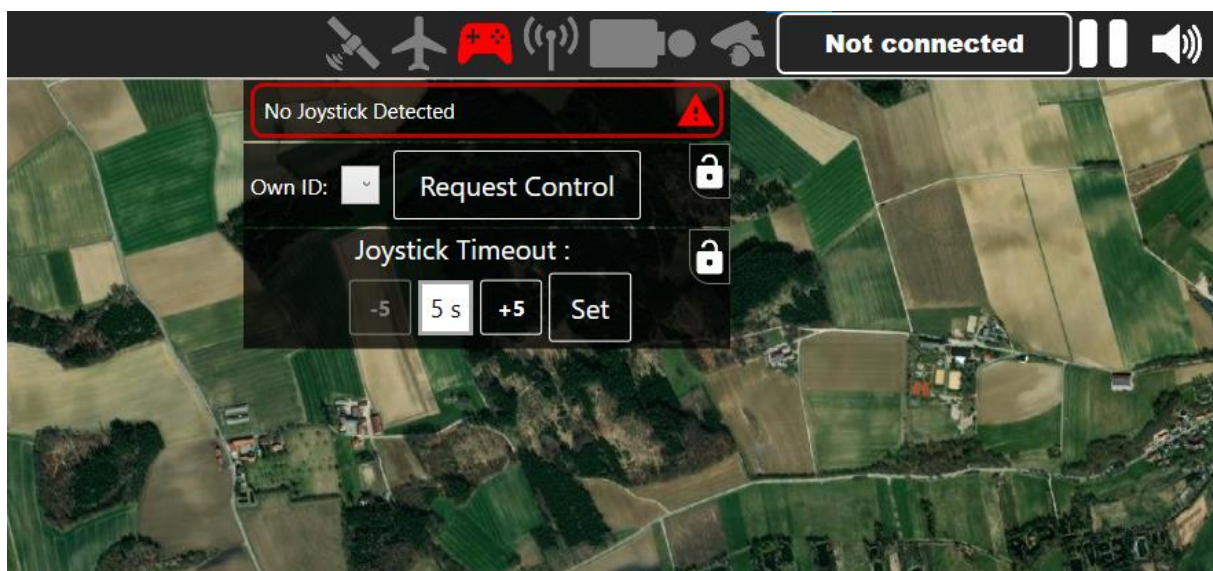 Not connected
No Joystick Detected
Own ID: Request Control
Joystick Timeout :
-5 5 s +5 Set